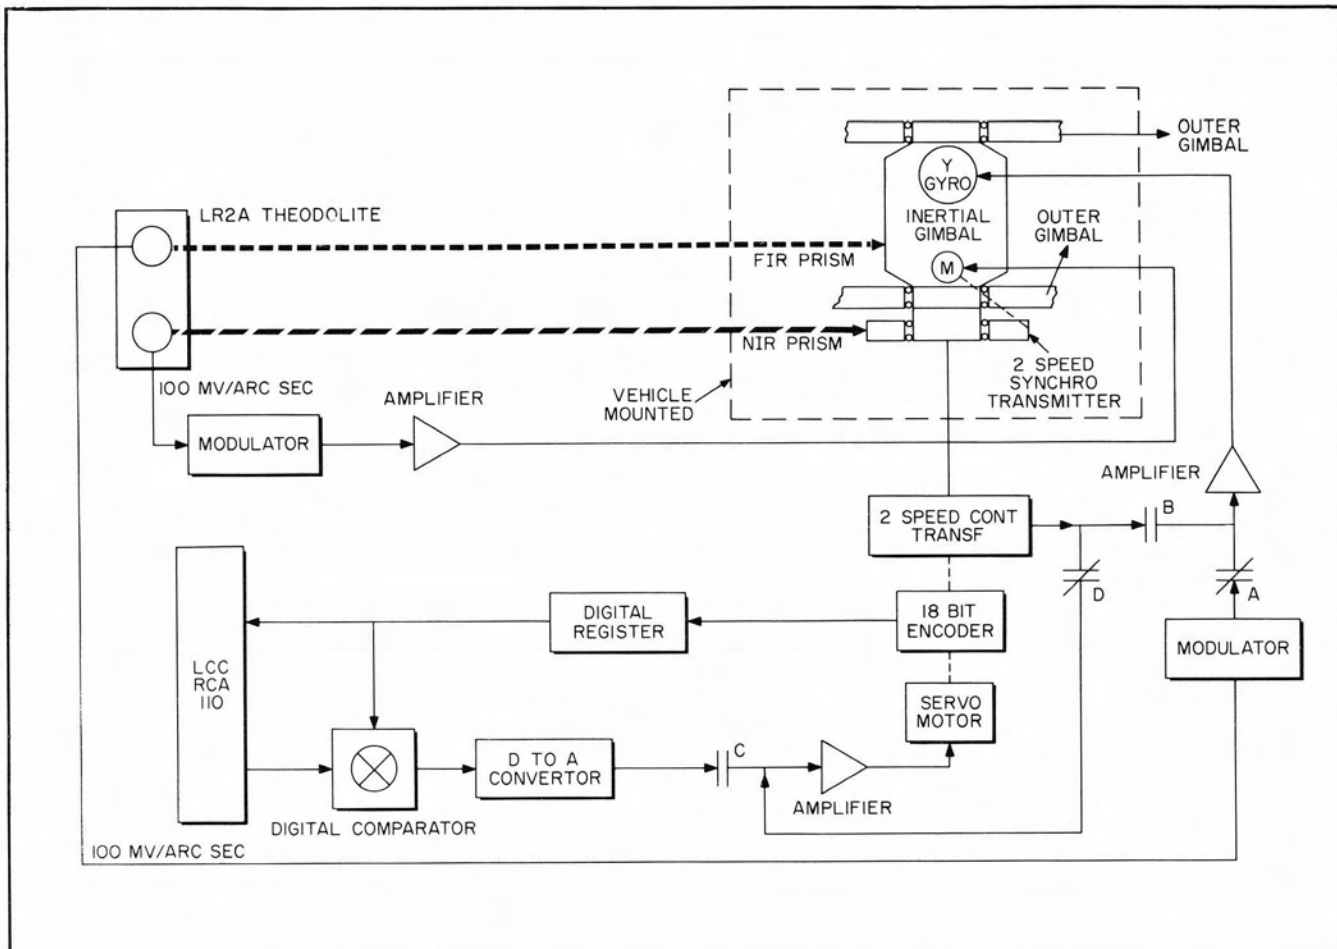 OUTER
GIMBAL
Y
GYRO
LR2A THEODOLITE
INERTIAL
GIMBAL
OUTER
GIMBAL
FIR PRISM
M
NIR PRISM
100 MV/ARC SEC
AMPLIFIER
VEHICLE
MOUNTED
2 SPEED
SYNCHRO
TRANSMITTER
MODULATOR
AMPLIFIER
2 SPEED CONT
TRANSF
B
D
A
LCC
RCA
110
DIGITAL
REGISTER
18 BIT
ENCODER
MODULATOR
SERVO
MOTOR
D TO A
CONVERTOR
C
AMPLIFIER
DIGITAL COMPARATOR
100 MV/ARC SEC